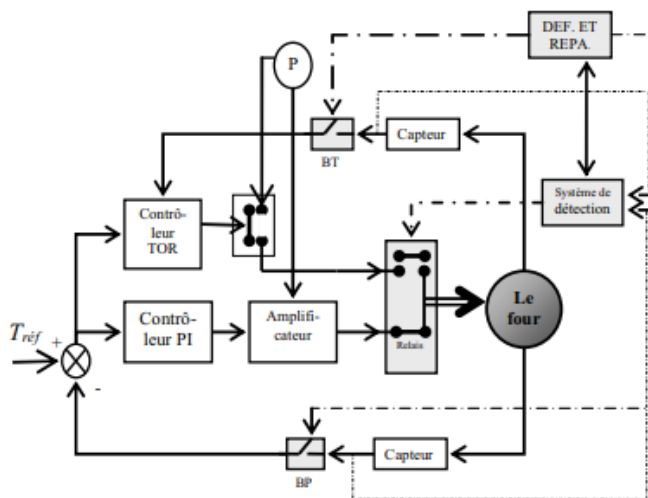 DEF. ET
REPA.
P
Capteur
BT
Système de
détection
Contrô-
leur
TOR
Le
four
Contrô-
leur PI
Amplifi-
cateur
Relais
Tréf
+
-
Capteur
BP